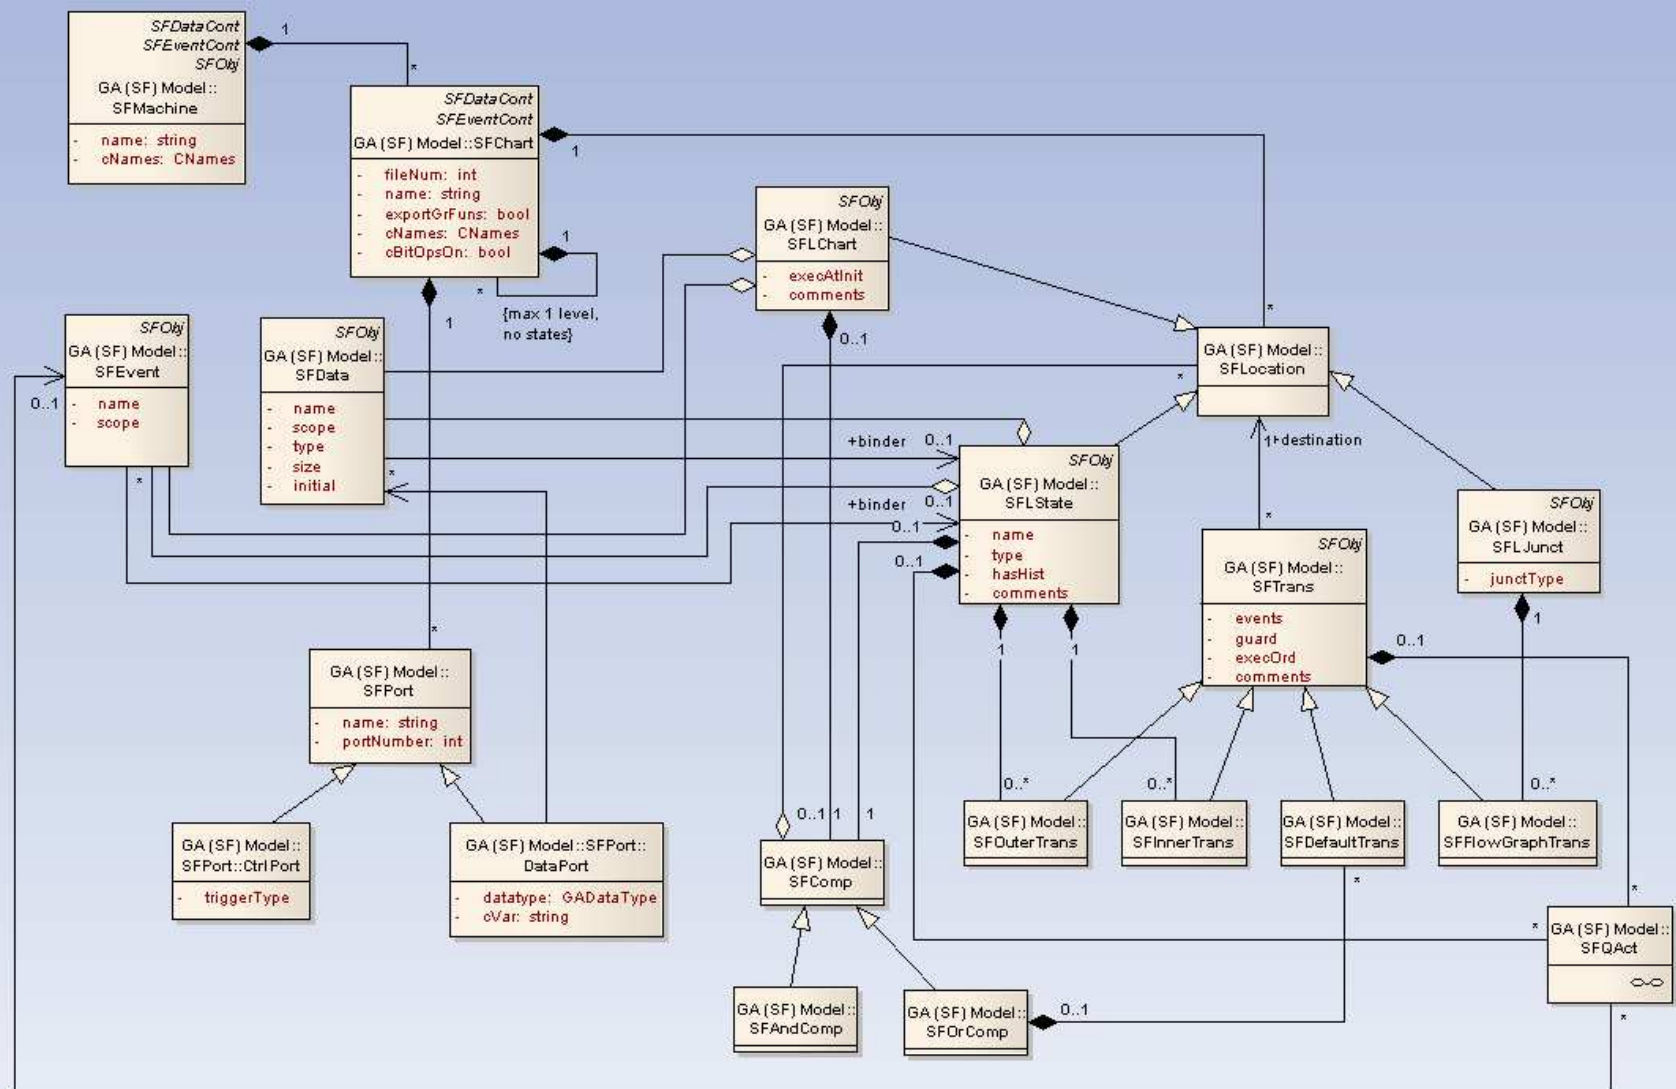 SFDataCont
SFEventCont
SFObj
GA (SF) Model::
SFMachine
- name: string
- cNames: CNames
1
*
SFDataCont
SFEventCont
GA (SF) Model::SFChart
- fileNum: int
- name: string
- exportGrFuns: bool
- cNames: CNames
- cBitOpsOn: bool
1
1
*
{max 1 level,
no states}
1
*
SFObj
GA (SF) Model::
SFLChart
- execAtInit
- comments
0..1
*
GA (SF) Model::
SFLocation
*
SFObj
GA (SF) Model::
SFEvent
- name
- scope
0..1
*
SFObj
GA (SF) Model::
SFData
- name
- scope
- type
- size
- initial
*
+binder 0..1
+binder 0..1
0..1
0..1
SFObj
GA (SF) Model::
SFLState
- name
- type
- hasHist
- comments
1
1
1 +destination
*
SFObj
GA (SF) Model::
SFTrans
- events
- guard
- execOrd
- comments
0..1
SFObj
GA (SF) Model::
SFLJunct
- junctType
1
GA (SF) Model::
SFPort
- name: string
- portNumber: int
GA (SF) Model::
SFPort::CtrlPort
- triggerType
GA (SF) Model::SFPort::
DataPort
- datatype: GADataType
- cVar: string
0..1 1 1
GA (SF) Model::
SFComp
0..*
GA (SF) Model::
SFOuterTrans
0..*
GA (SF) Model::
SFInnerTrans
GA (SF) Model::
SFDefaultTrans
*
0..*
GA (SF) Model::
SFFlowGraphTrans
*
*
GA (SF) Model::
SFQAct
*
GA (SF) Model::
SFAndComp
GA (SF) Model::
SFOrComp
0..1